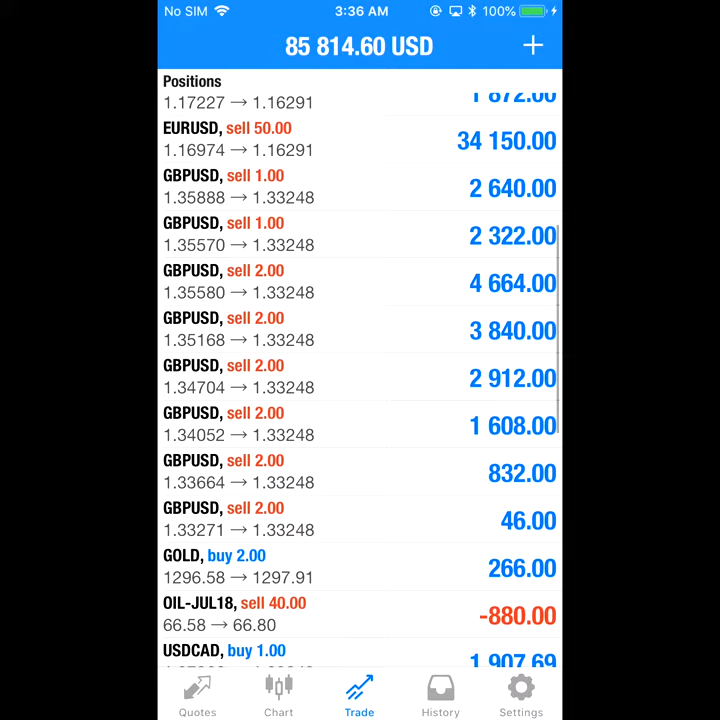 No SIM 3:36 AM 100%
85 814.60 USD +
Positions
1.17227 → 1.16291 1 872.00
EURUSD, sell 50.00
1.16974 → 1.16291 34 150.00
GBPUSD, sell 1.00
1.35888 → 1.33248 2 640.00
GBPUSD, sell 1.00
1.35570 → 1.33248 2 322.00
GBPUSD, sell 2.00
1.35580 → 1.33248 4 664.00
GBPUSD, sell 2.00
1.35168 → 1.33248 3 840.00
GBPUSD, sell 2.00
1.34704 → 1.33248 2 912.00
GBPUSD, sell 2.00
1.34052 → 1.33248 1 608.00
GBPUSD, sell 2.00
1.33664 → 1.33248 832.00
GBPUSD, sell 2.00
1.33271 → 1.33248 46.00
GOLD, buy 2.00
1296.58 → 1297.91 266.00
OIL-JUL18, sell 40.00
66.58 → 66.80 -880.00
USDCAD, buy 1.00
1 907.69
Quotes Chart Trade History Settings